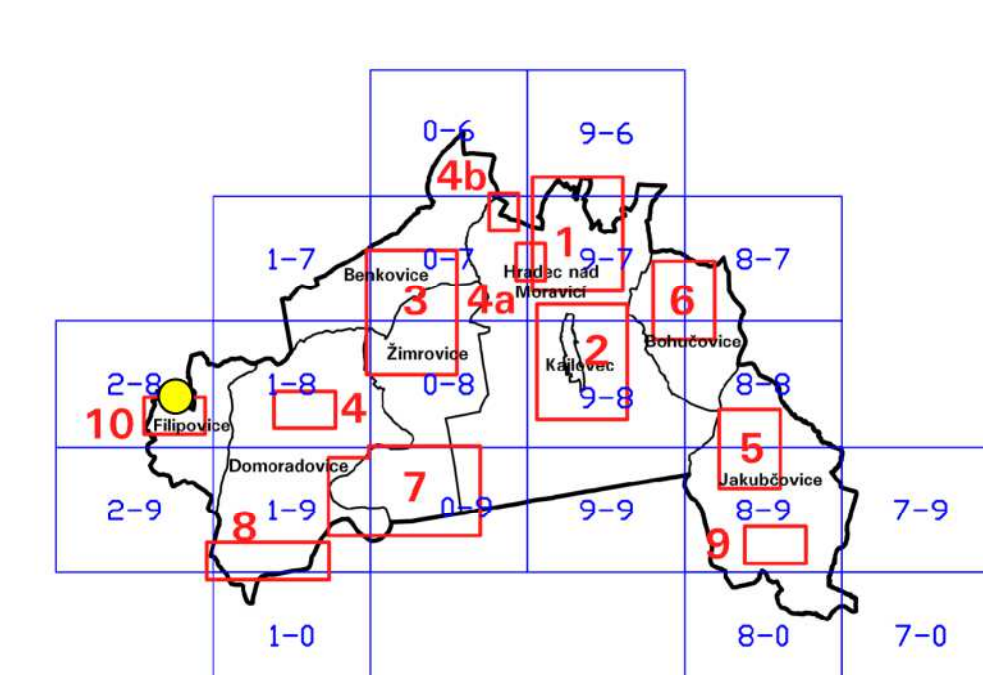 0-6
9-6
4b
1
1-7
0-7
9-7
8-7
Benkovice
Hradec nad
Moravicí
3
4a
6
Žimrovice
2
Kajlovec
Bohučovice
2-8
1-8
0-8
9-8
8-8
10
4
Filipovice
Domoradovice
7
5
Jakubčovice
2-9
1-9
0-9
9-9
8-9
7-9
8
9
1-0
8-0
7-0